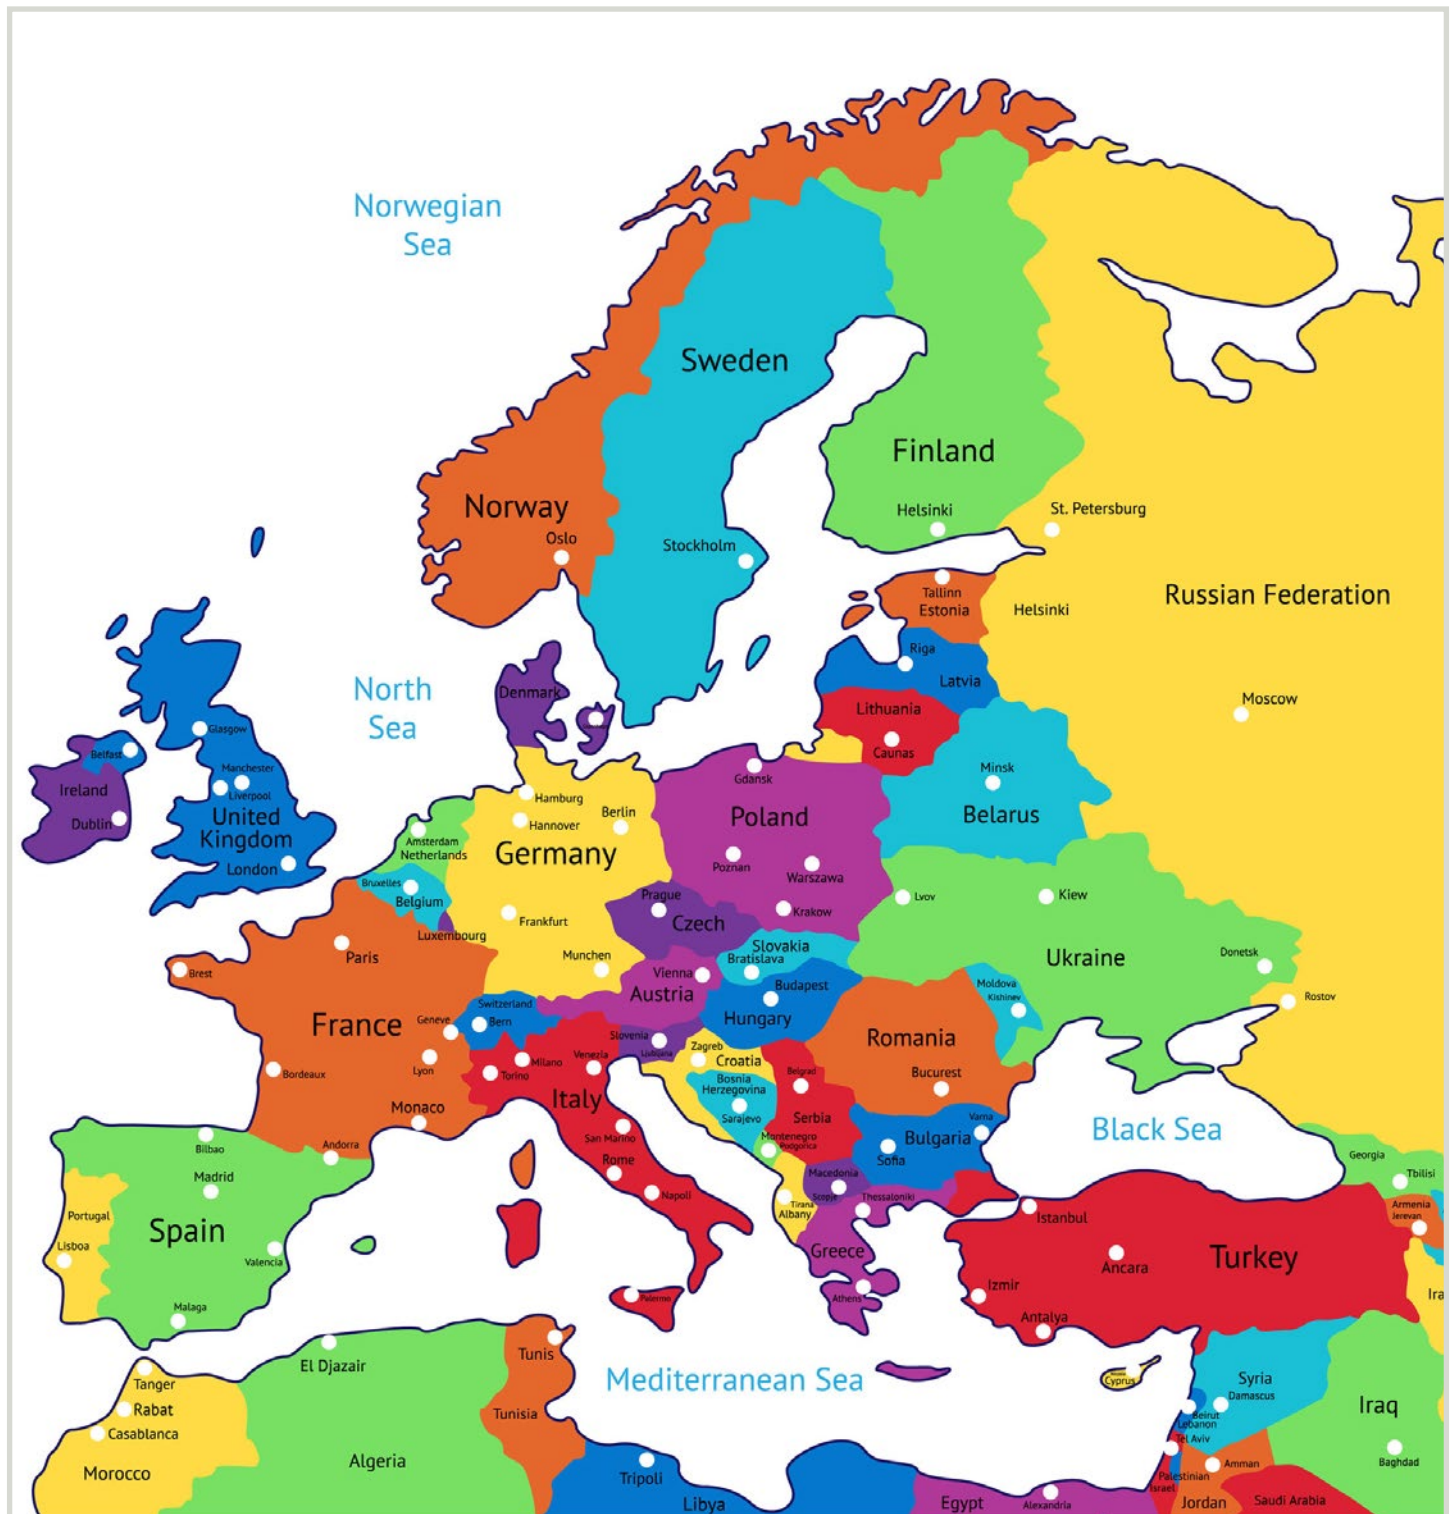 Norwegian
Sea
Sweden
Finland
Norway
Helsinki
St. Petersburg
Oslo
Stockholm
Russian Federation
Tallinn
Estonia
Helsinki
Riga
Latvia
North
Sea
Denmark
Lithuania
Moscow
Glasgow
Caunas
Belfast
Manchester
Liverpool
Ireland
Dublin
United
Kingdom
London
Hamburg
Hannover
Berlin
Germany
Gdansk
Poland
Minsk
Belarus
Amsterdam
Netherlands
Poznan
Warszawa
Bruxelles
Belgium
Prague
Krakow
Lvov
Kiew
Luxembourg
Frankfurt
Czech
Paris
Slovakia
Bratislava
Ukraine
Donetsk
Brest
Munchen
Vienna
Austria
Budapest
Moldova
Kishinev
Rostov
France
Switzerland
Geneve
Bern
Hungary
Slovenia
Ljubljana
Zagreb
Croatia
Romania
Lyon
Torino
Milano
Venezia
Bordeaux
Bosnia
Herzegovina
Belgrad
Bucurest
Italy
Monaco
Sarajevo
Serbia
Varna
San Marino
Montenegro
Podgorica
Bulgaria
Sofia
Black Sea
Bilbao
Andorra
Rome
Georgia
Tbilisi
Madrid
Napoli
Macedonia
Scopje
Thessaloniki
Tirana
Albany
Armenia
Jerevan
Portugal
Spain
Istanbul
Lisboa
Valencia
Greece
Ancara
Turkey
Malaga
Palermo
Athens
Izmir
Ira
Antalya
El Djazair
Tunis
Mediterranean Sea
Cyprus
Syria
Damascus
Tanger
Rabat
Casablanca
Tunisia
Beirut
Lebanon
Iraq
Tel Aviv
Morocco
Algeria
Tripoli
Amman
Baghdad
Palestinian
Israel
Libya
Egypt
Alexandria
Jordan
Saudi Arabia